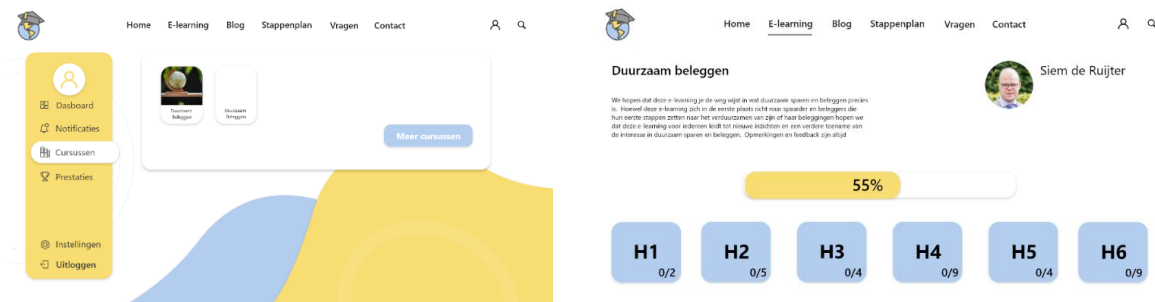 Home E-learning Blog Stappenplan Vragen Contact
Dasboard
Notificaties
Cursussen
Prestaties
Instellingen
Uitloggen
Duurzaam
Beleggen
Duurzaam
Beleggen
Meer cursussen
Home E-learning Blog Stappenplan Vragen Contact
Duurzaam beleggen
Siem de Ruijter
We hopen dat deze e-learning je de weg wijst in wat duurzaam sparen en beleggen precies
is. Hoewel deze e-learning zich in de eerste plaats richt naar spaarder en beleggers die
hun eerste stappen zetten naar het verduurzamen van zijn of haar beleggingen hopen we
dat deze e-learning voor iedereen leidt tot nieuwe inzichten en een verdere toename van
de interesse in duurzaam sparen en beleggen. Opmerkingen en feedback zijn altijd
55%
H1 H2 H3 H4 H5 H6
0/2 0/5 0/4 0/9 0/4 0/9